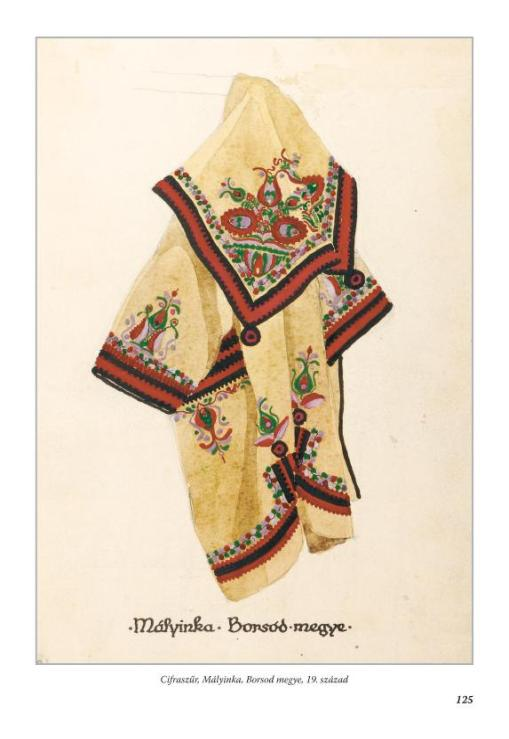 ·Mályinka· Borsod·megye·
Cifraszűr, Mályinka, Borsod megye, 19. század
125